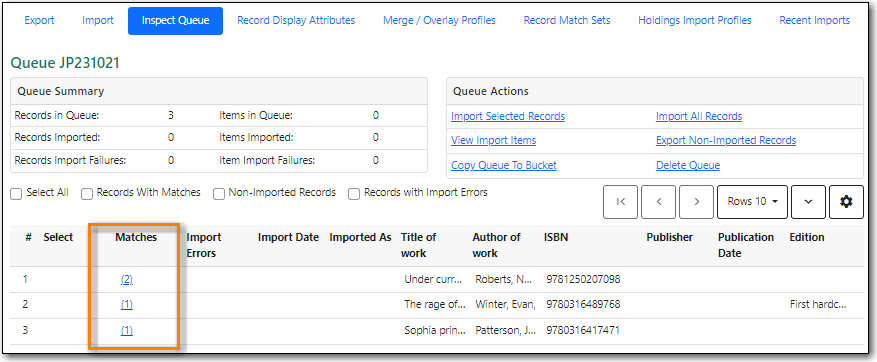 Export Import Inspect Queue Record Display Attributes Merge / Overlay Profiles Record Match Sets Holdings Import Profiles Recent Imports
Queue JP231021
Queue Summary
Records in Queue: 3 Items in Queue: 0
Records Imported: 0 Items Imported: 0
Records Import Failures: 0 Item Import Failures: 0
Queue Actions
Import Selected Records Import All Records
View Import Items Export Non-Imported Records
Copy Queue To Bucket Delete Queue
Select All Records With Matches Non-Imported Records Records with Import Errors
Rows 10
# Select Matches Import Errors Import Date Imported As Title of work Author of work ISBN Publisher Publication Date Edition
1 (2) Under curr... Roberts, N... 9781250207098
2 (1) The rage of... Winter, Evan, 9780316489768 First hardc...
3 (1) Sophia prin... Patterson, J... 9780316417471